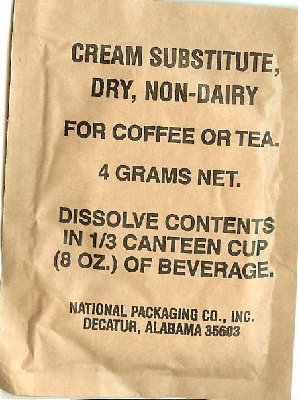 CREAM SUBSTITUTE,
DRY, NON-DAIRY
FOR COFFEE OR TEA.
4 GRAMS NET.
DISSOLVE CONTENTS
IN 1/3 CANTEEN CUP
(8 OZ.) OF BEVERAGE.
NATIONAL PACKAGING CO., INC.
DECATUR, ALABAMA 35603